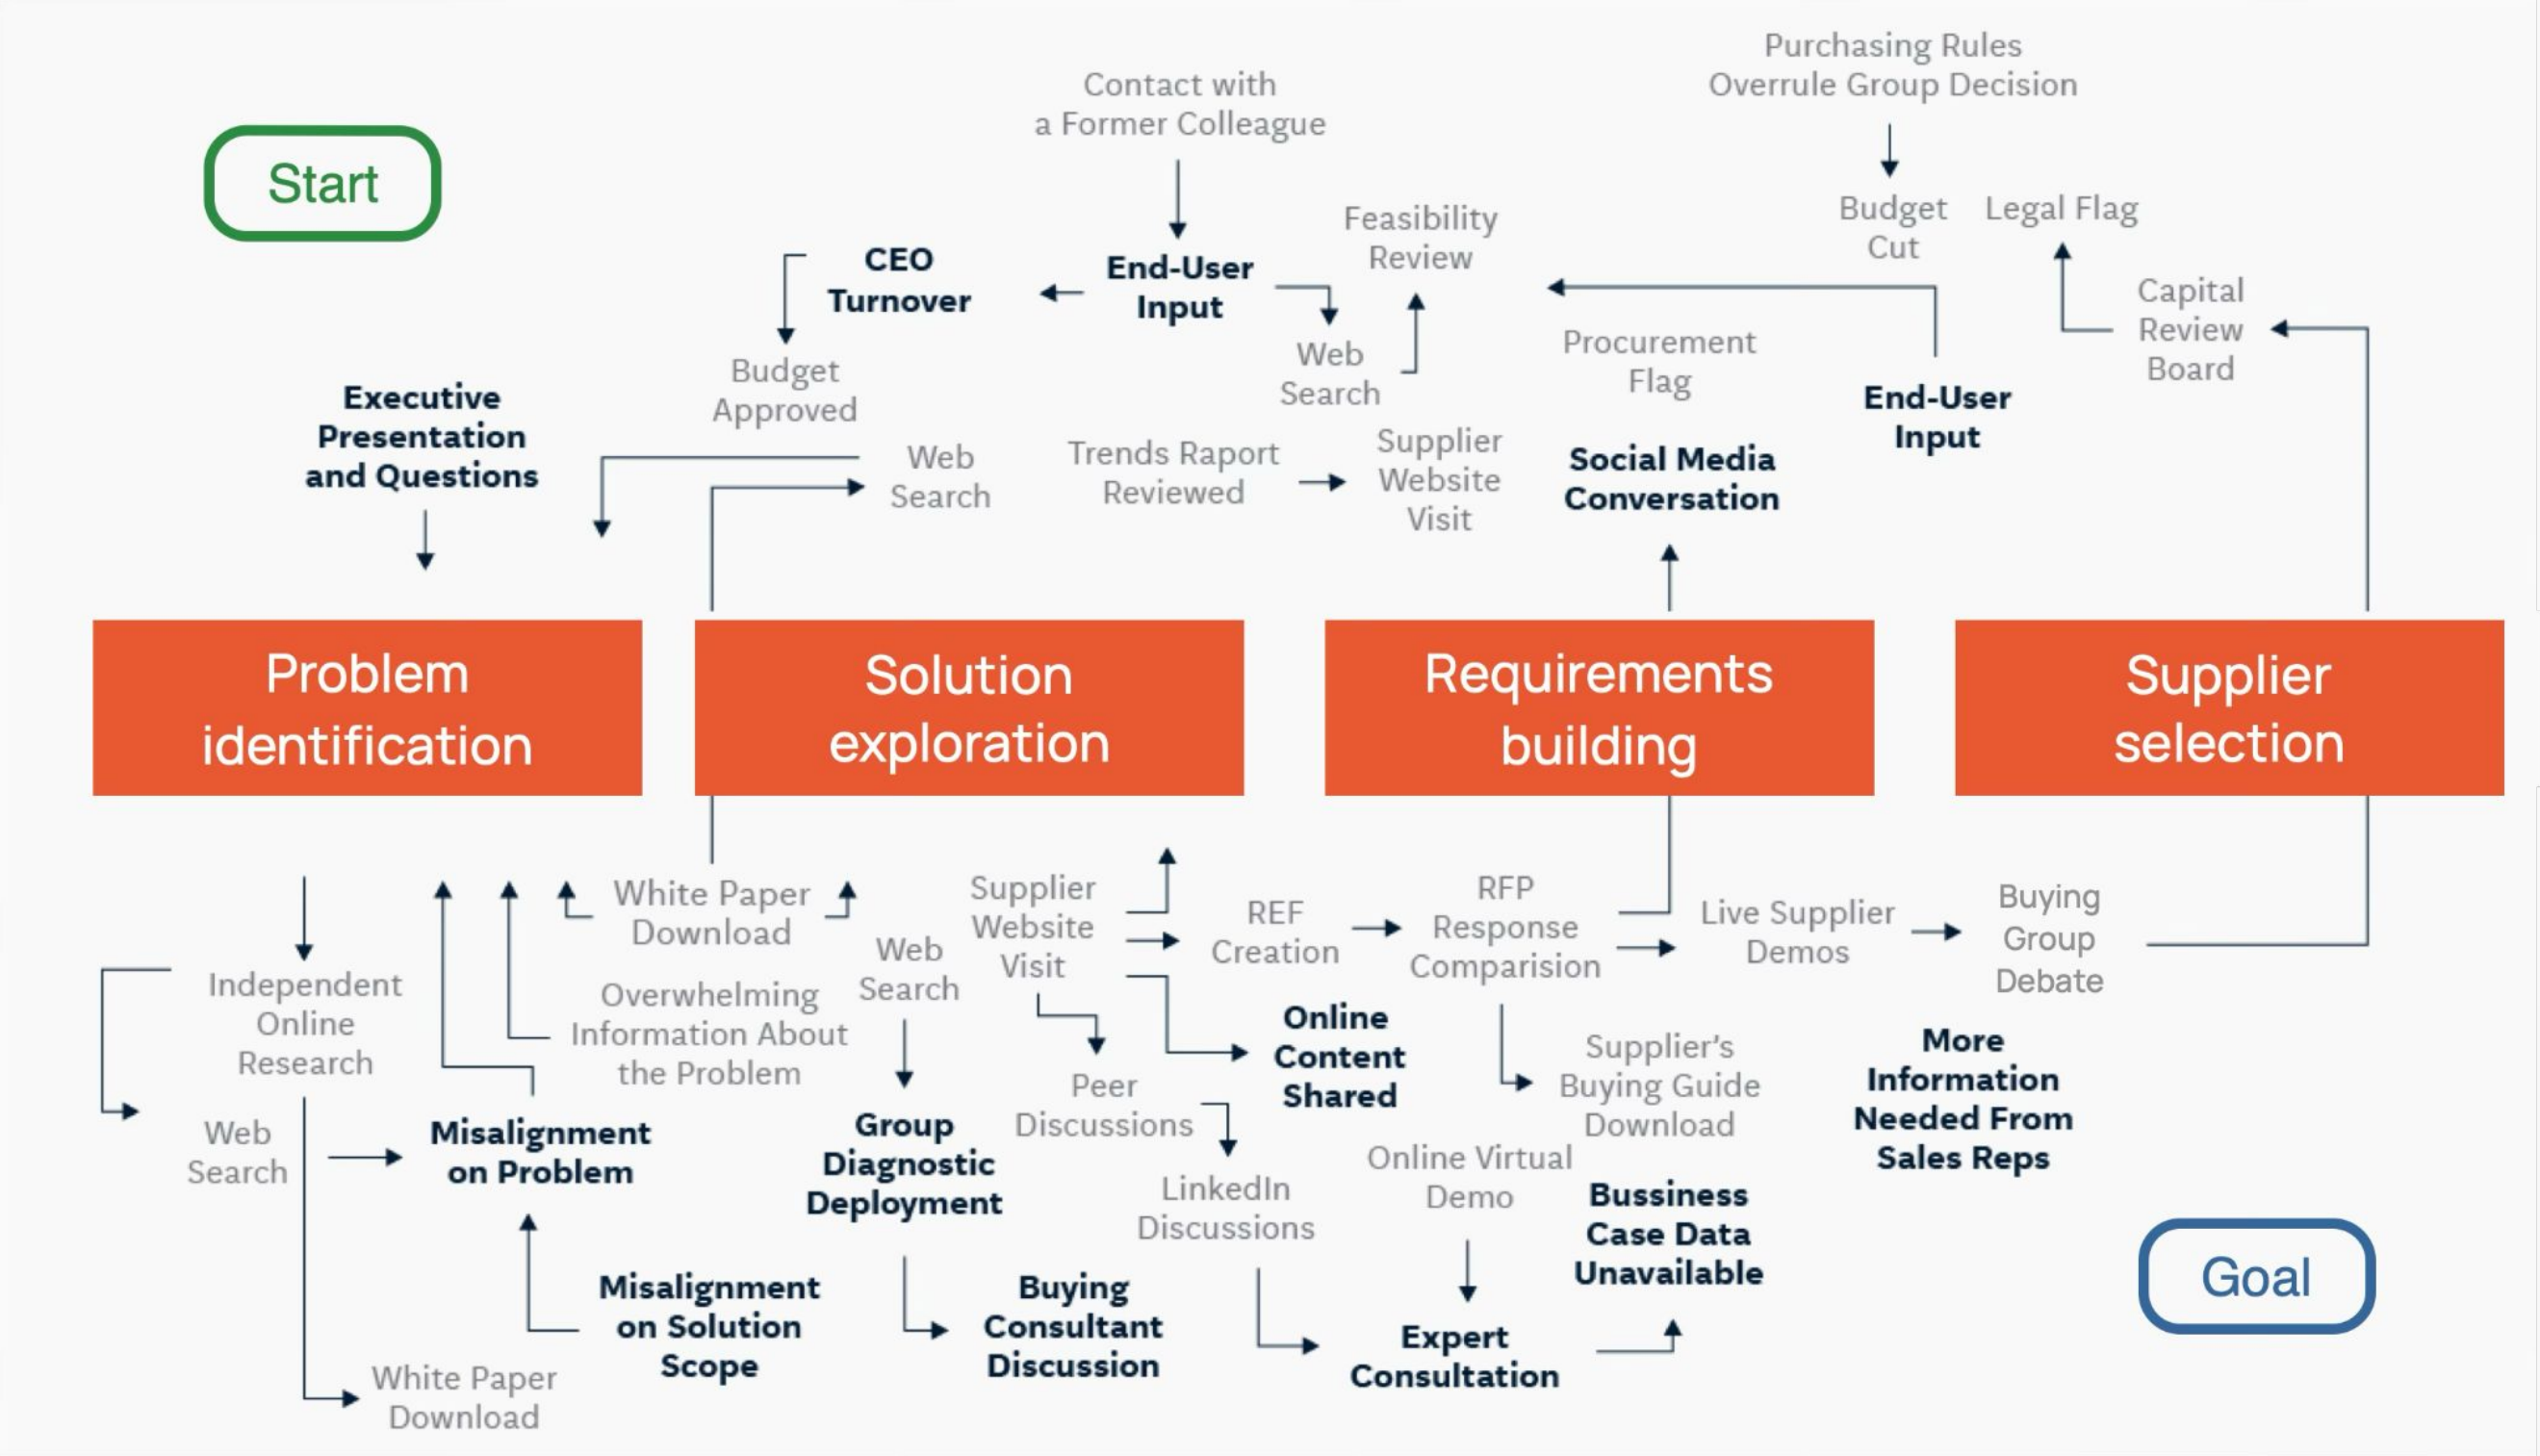 Purchasing Rules
Overrule Group Decision
Contact with
a Former Colleague
Start
Budget
Cut
Legal Flag
Feasibility
Review
CEO
Turnover
End-User
Input
Capital
Review
Board
Budget
Approved
Web
Search
Procurement
Flag
End-User
Input
Executive
Presentation
and Questions
Web
Search
Trends Raport
Reviewed
Supplier
Website
Visit
Social Media
Conversation
Problem
identification
Solution
exploration
Requirements
building
Supplier
selection
White Paper
Download
Supplier
Website
Visit
REF
Creation
RFP
Response
Comparision
Live Supplier
Demos
Buying
Group
Debate
Web
Search
Independent
Online
Research
Overwhelming
Information About
the Problem
Online
Content
Shared
Supplier's
Buying Guide
Download
More
Information
Needed From
Sales Reps
Peer
Discussions
Web
Search
Misalignment
on Problem
Group
Diagnostic
Deployment
LinkedIn
Discussions
Online Virtual
Demo
Bussiness
Case Data
Unavailable
Goal
Misalignment
on Solution
Scope
Buying
Consultant
Discussion
Expert
Consultation
White Paper
Download